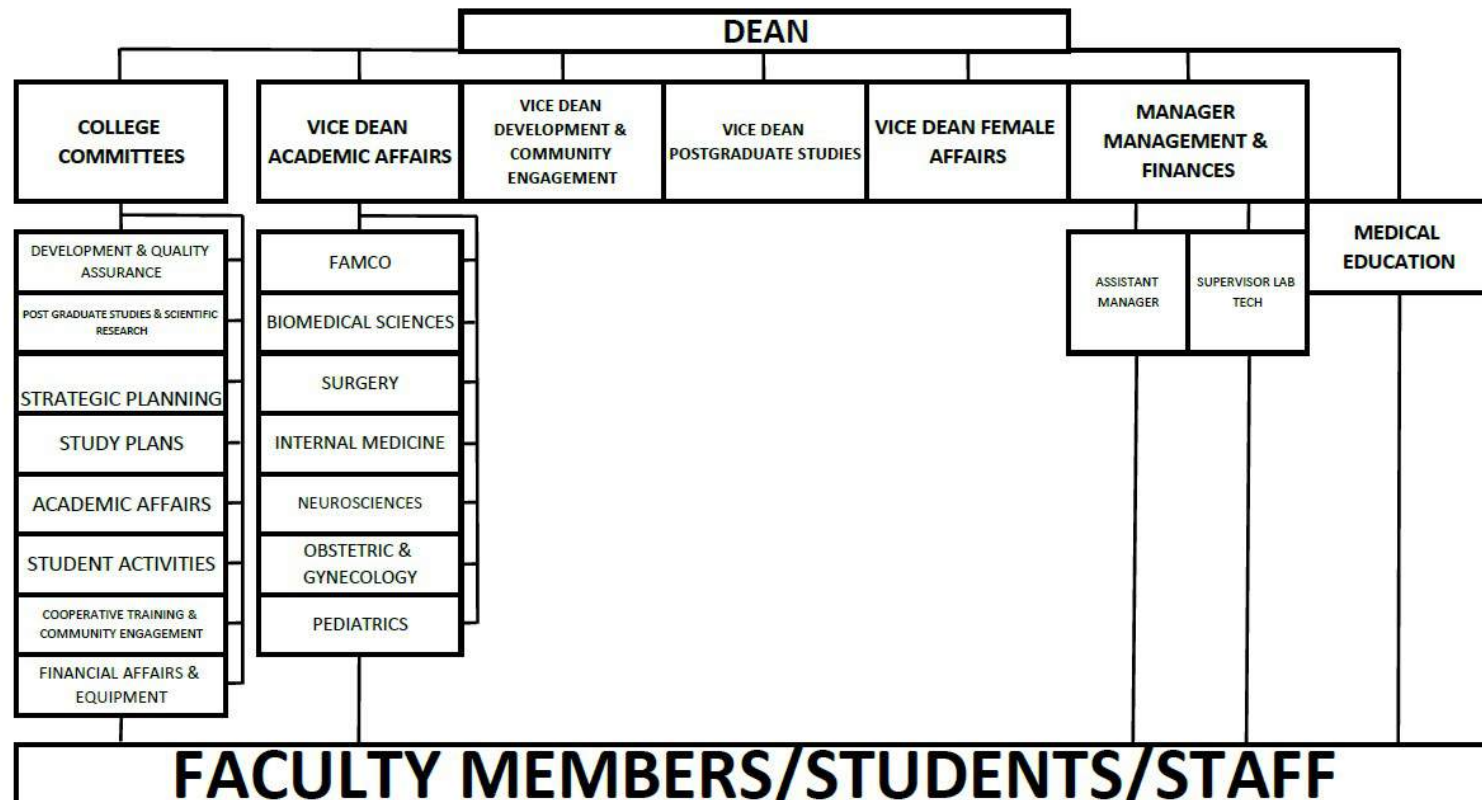 DEAN
COLLEGE
COMMITTEES
VICE DEAN
ACADEMIC AFFAIRS
VICE DEAN
DEVELOPMENT &
COMMUNITY
ENGAGEMENT
VICE DEAN
POSTGRADUATE STUDIES
VICE DEAN FEMALE
AFFAIRS
MANAGER
MANAGEMENT &
FINANCES
MEDICAL
EDUCATION
DEVELOPMENT & QUALITY
ASSURANCE
POST GRADUATE STUDIES & SCIENTIFIC
RESEARCH
STRATEGIC PLANNING
STUDY PLANS
ACADEMIC AFFAIRS
STUDENT ACTIVITIES
COOPERATIVE TRAINING &
COMMUNITY ENGAGEMENT
FINANCIAL AFFAIRS &
EQUIPMENT
FAMCO
BIOMEDICAL SCIENCES
SURGERY
INTERNAL MEDICINE
NEUROSCIENCES
OBSTETRIC &
GYNECOLOGY
PEDIATRICS
ASSISTANT
MANAGER
SUPERVISOR LAB
TECH
FACULTY MEMBERS/STUDENTS/STAFF